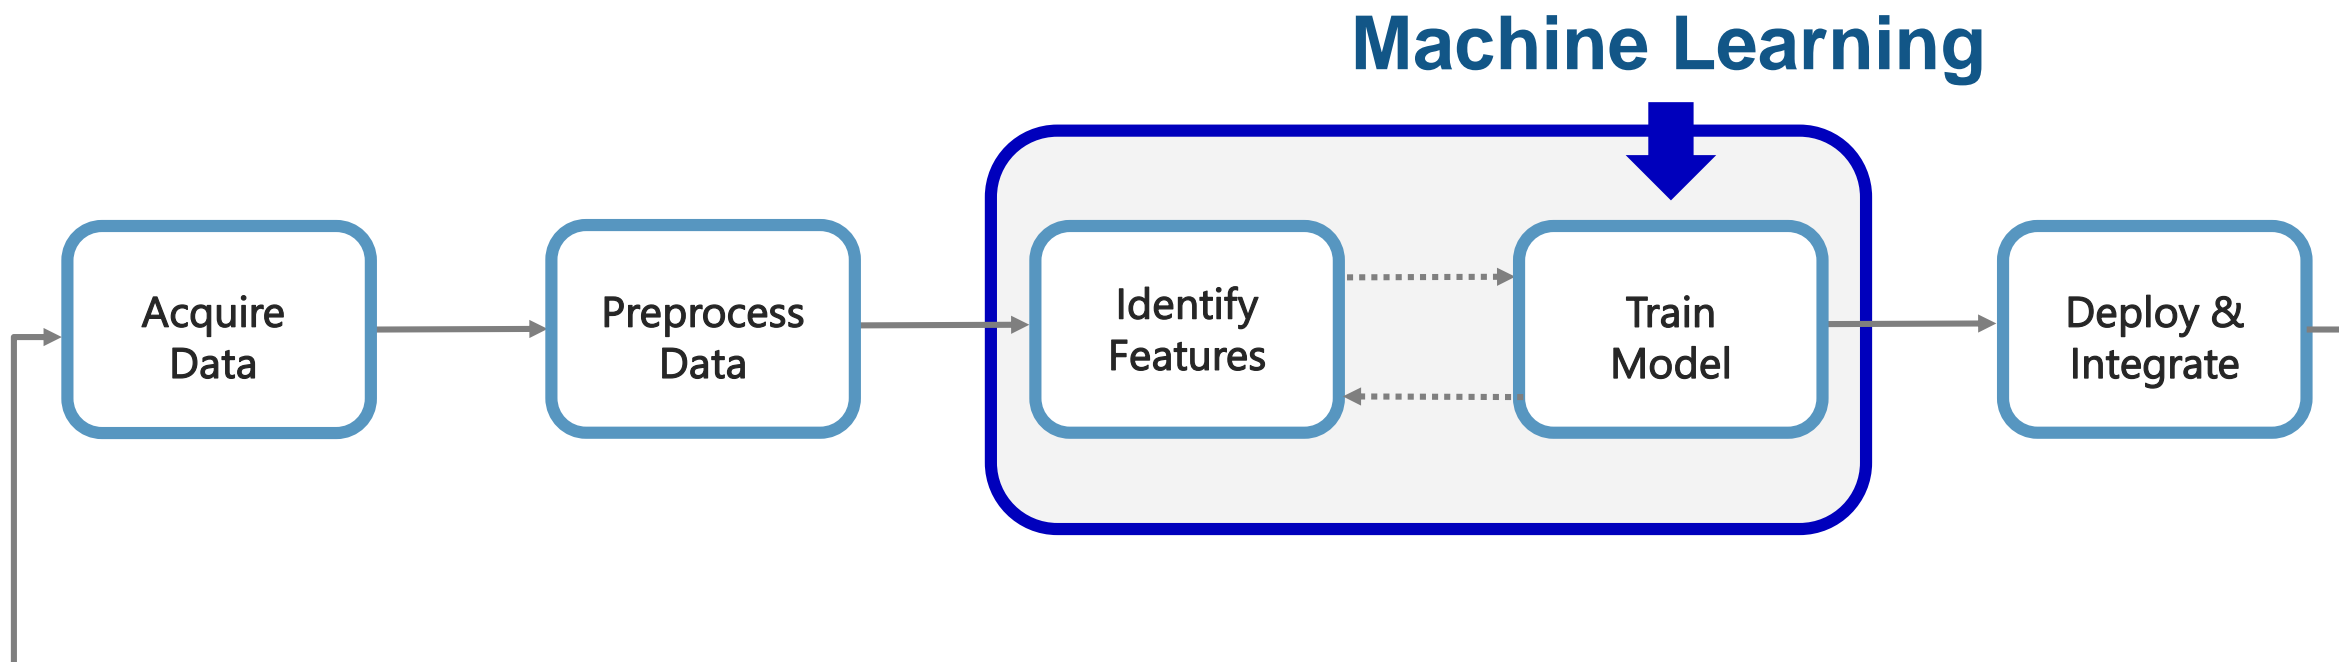 Machine Learning
Acquire
Data
Preprocess
Data
Identify
Features
Train
Model
Deploy &
Integrate